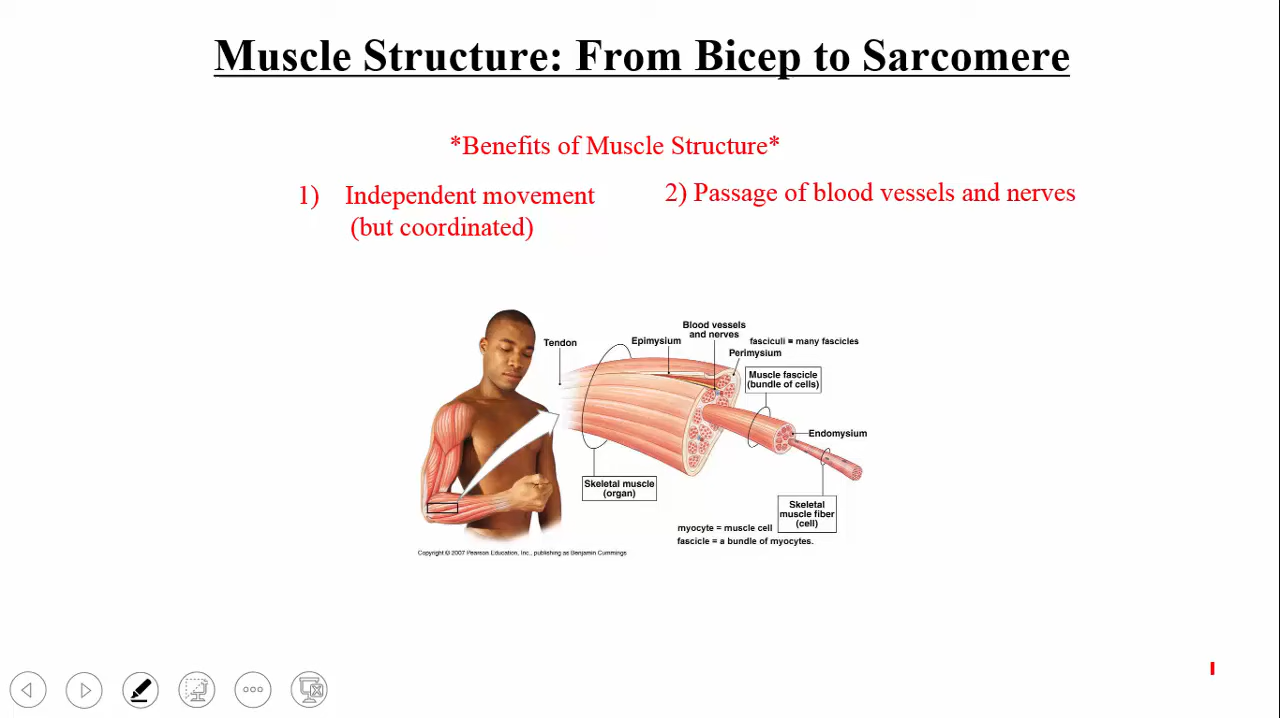 Muscle Structure: From Bicep to Sarcomere
*Benefits of Muscle Structure*
1) Independent movement
(but coordinated)
2) Passage of blood vessels and nerves
Tendon
Epimysium
Blood vessels
and nerves
fasciculi = many fascicles
Perimysium
Muscle fascicle
(bundle of cells)
Endomysium
Skeletal muscle
(organ)
Skeletal
muscle fiber
(cell)
myocyte = muscle cell
fascicle = a bundle of myocytes.
Copyright © 2007 Pearson Education, Inc., publishing as Benjamin Cummings